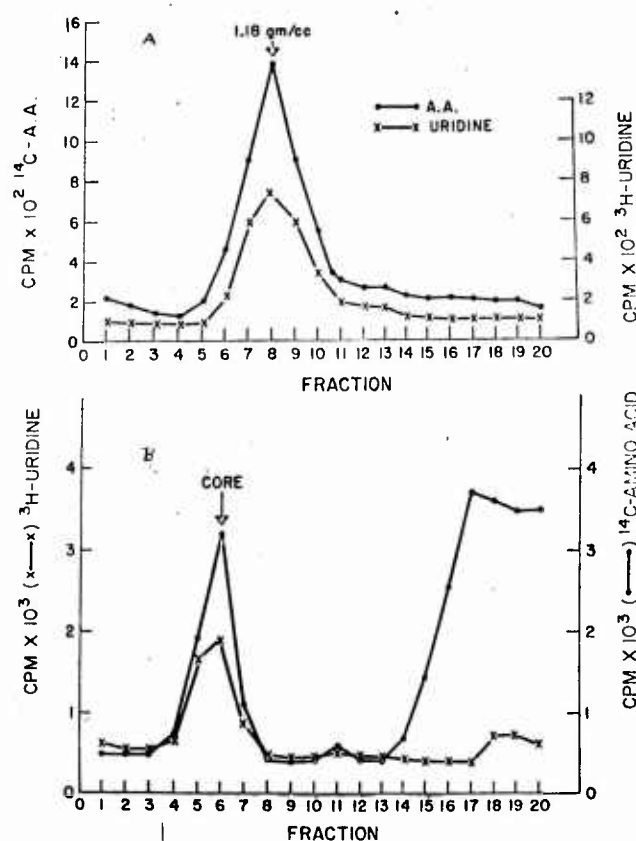 A
16
14
12
10
8
6
4
2
0
CPM X 10² ¹⁴C-A.A.
1.18 gm/cc
A.A.
URIDINE
12
10
8
6
4
2
0
CPM X 10² ³H-URIDINE
0 1 2 3 4 5 6 7 8 9 10 11 12 13 14 15 16 17 18 19 20
FRACTION
B
4
3
2
1
0
CPM X 10³ (x—x) ³H-URIDINE
CORE
4
3
2
1
0
CPM X 10³ (•—•) ¹⁴C-AMINO ACID
0 1 2 3 4 5 6 7 8 9 10 11 12 13 14 15 16 17 18 19 20
FRACTION